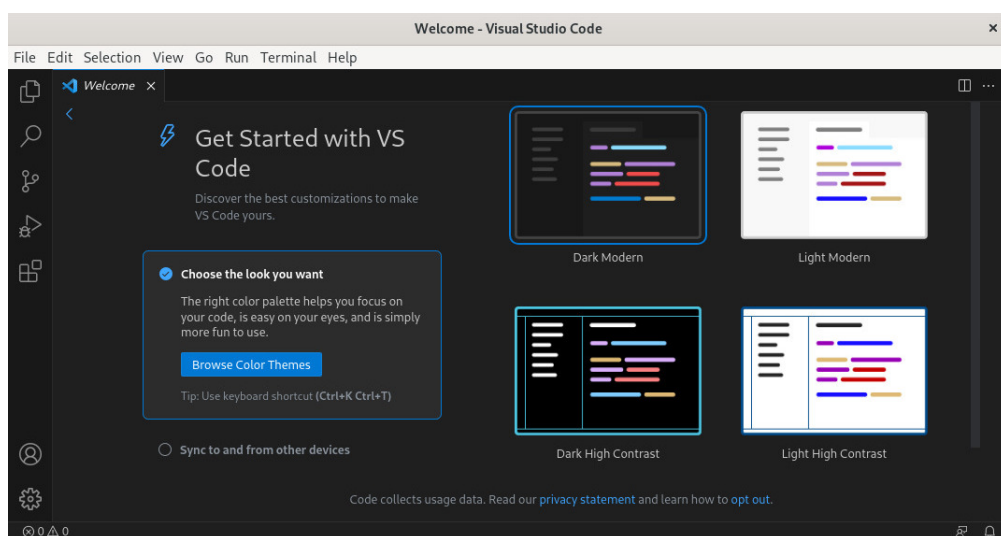 Welcome - Visual Studio Code
File Edit Selection View Go Run Terminal Help
Welcome
Get Started with VS
Code
Discover the best customizations to make
VS Code yours.
Choose the look you want
The right color palette helps you focus on
your code, is easy on your eyes, and is simply
more fun to use.
Browse Color Themes
Tip: Use keyboard shortcut (Ctrl+K Ctrl+T)
Sync to and from other devices
Dark Modern
Light Modern
Dark High Contrast
Light High Contrast
Code collects usage data. Read our privacy statement and learn how to opt out.
0 0